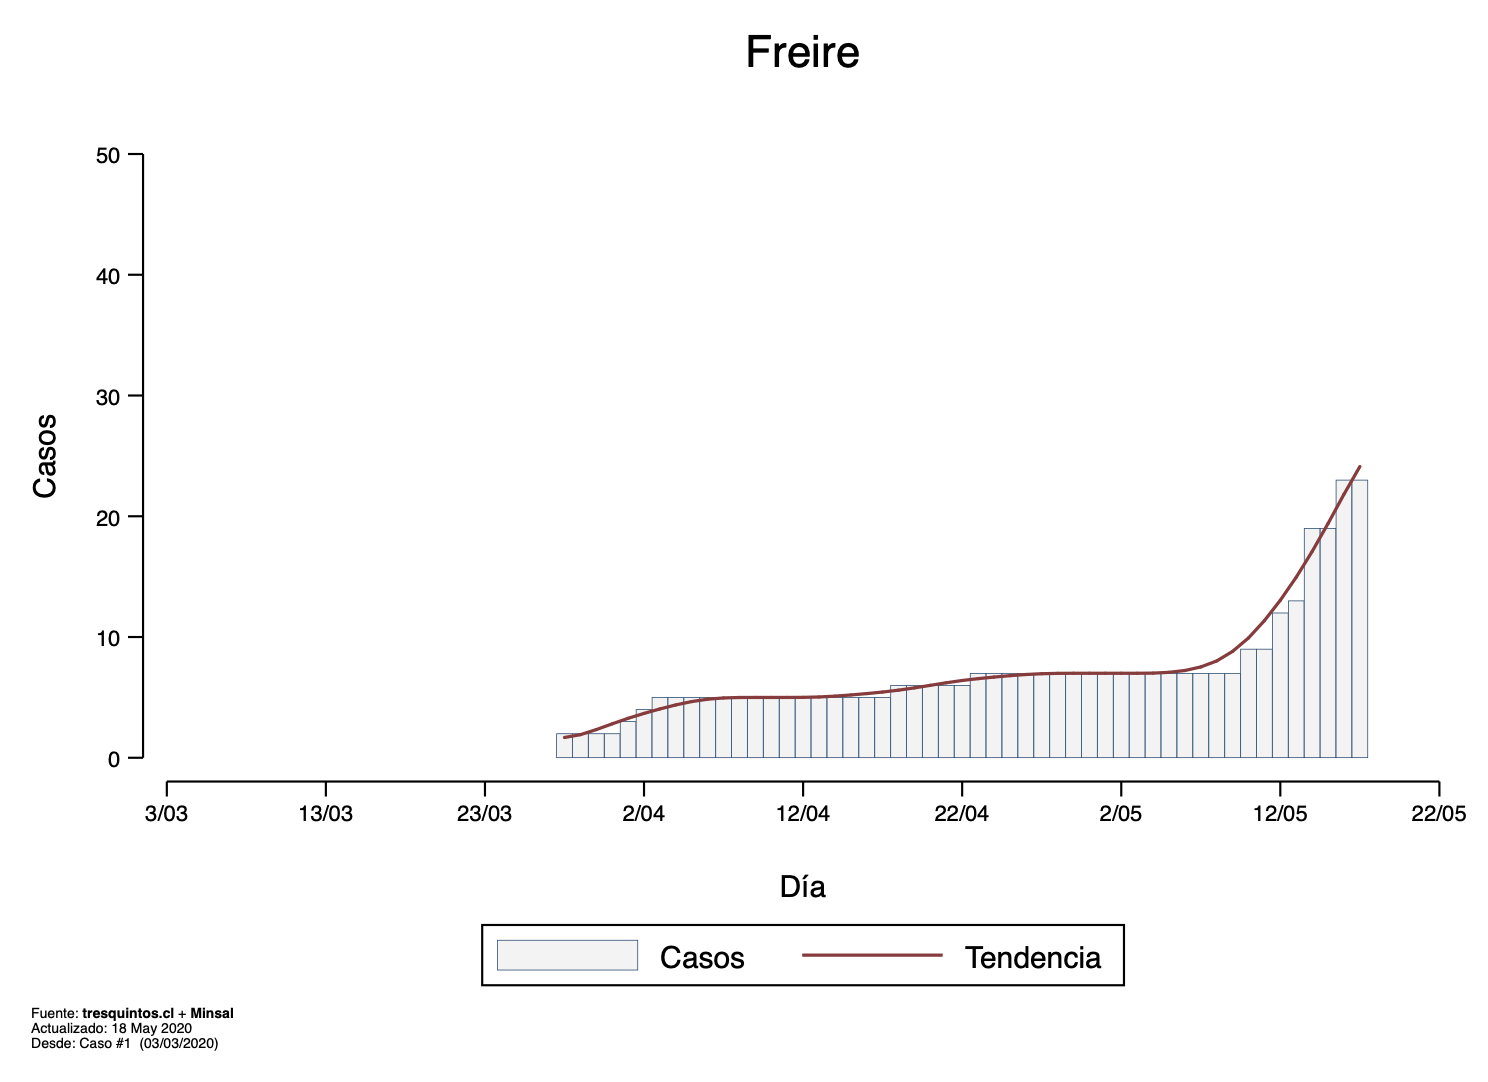 Freire
50
40
30
20
10
0
Casos
3/03 13/03 23/03 2/04 12/04 22/04 2/05 12/05 22/05
Día
Casos Tendencia
Fuente: tresquintos.cl + Minsal
Actualizado: 18 May 2020
Desde: Caso #1 (03/03/2020)